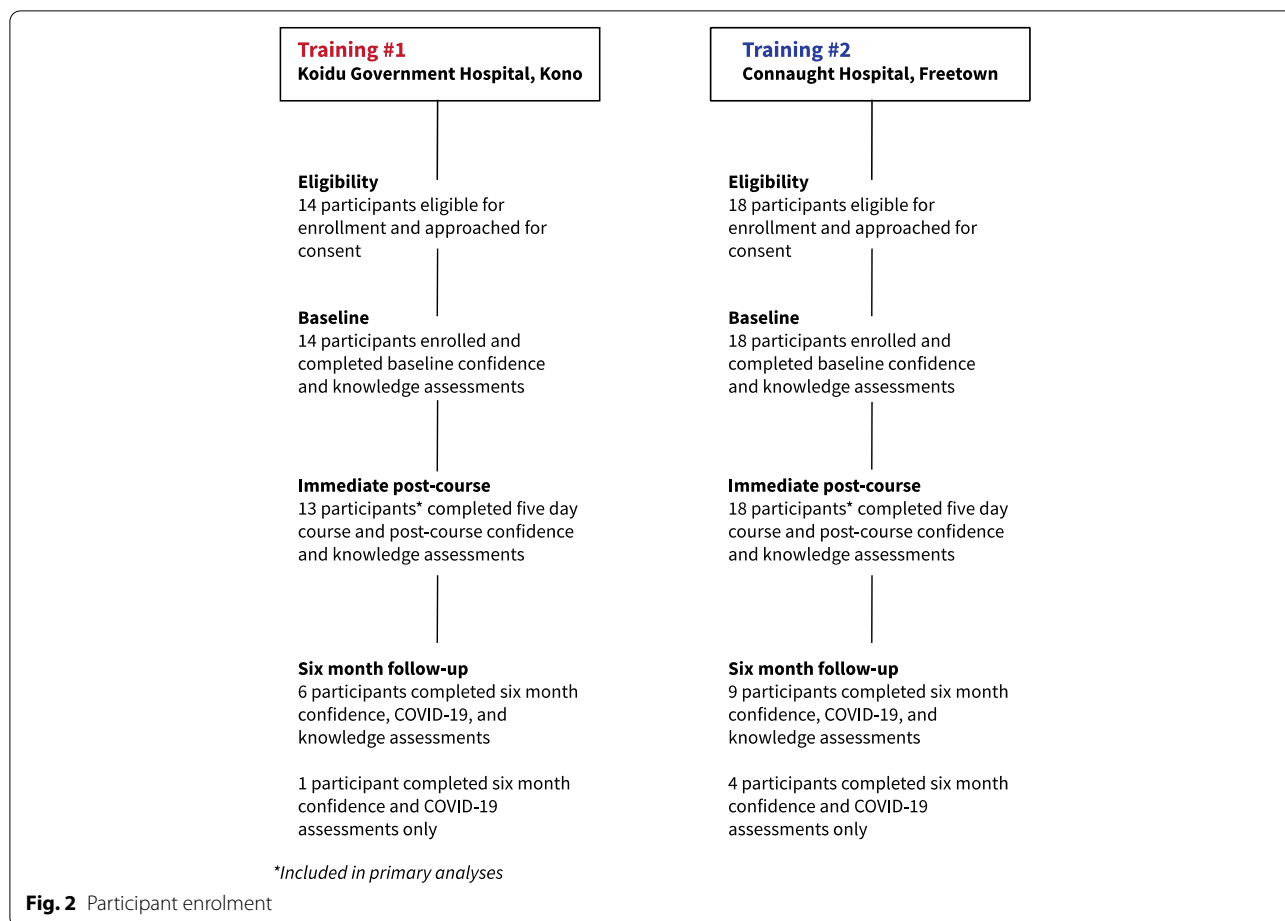 Training #1
Koidu Government Hospital, Kono
Eligibility
14 participants eligible for
enrollment and approached for
consent
Baseline
14 participants enrolled and
completed baseline confidence
and knowledge assessments
Immediate post-course
13 participants* completed five day
course and post-course confidence
and knowledge assessments
Six month follow-up
6 participants completed six month
confidence, COVID-19, and
knowledge assessments
1 participant completed six month
confidence and COVID-19
assessments only
*Included in primary analyses
Training #2
Connaught Hospital, Freetown
Eligibility
18 participants eligible for
enrollment and approached for
consent
Baseline
18 participants enrolled and
completed baseline confidence
and knowledge assessments
Immediate post-course
18 participants* completed five day
course and post-course confidence
and knowledge assessments
Six month follow-up
9 participants completed six month
confidence, COVID-19, and
knowledge assessments
4 participants completed six month
confidence and COVID-19
assessments only
Fig. 2 Participant enrolment